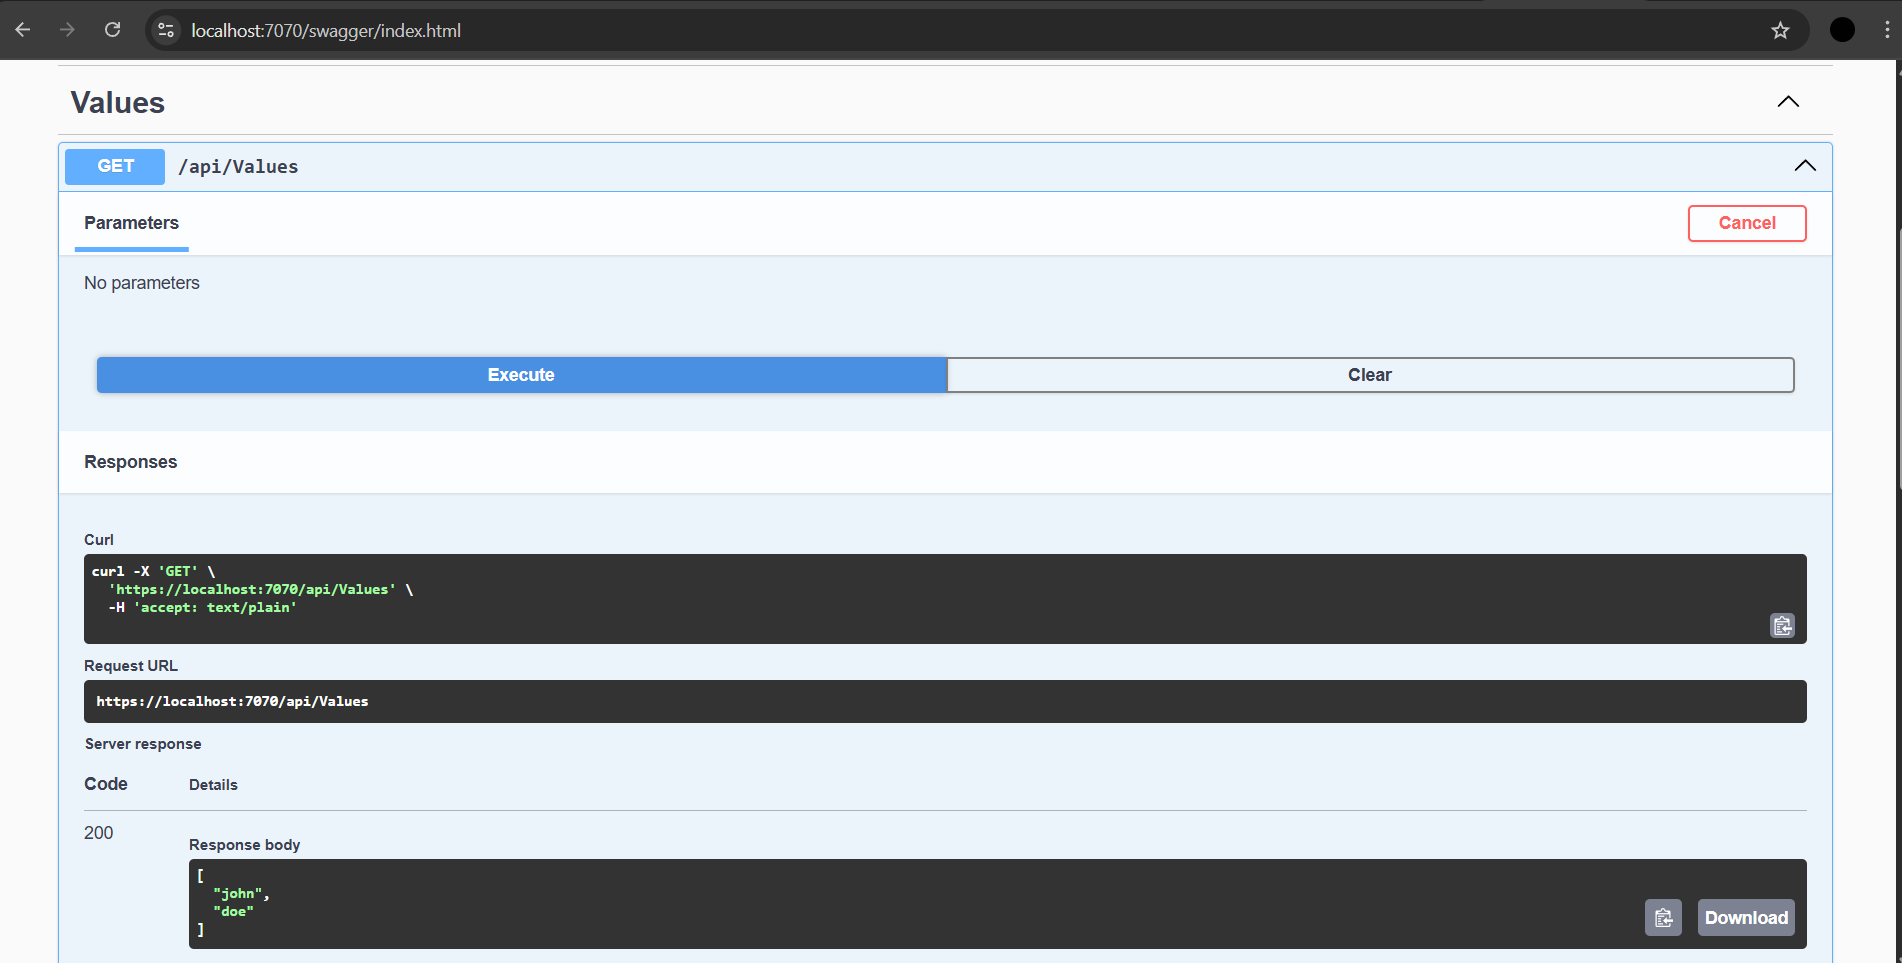 localhost:7070/swagger/index.html
Values
GET /api/Values
Parameters
Cancel
No parameters
Execute
Clear
Responses
Curl
curl -X 'GET' \
'https://localhost:7070/api/Values' \
-H 'accept: text/plain'
Request URL
https://localhost:7070/api/Values
Server response
Code Details
200
Response body
[
"john",
"doe"
]
Download